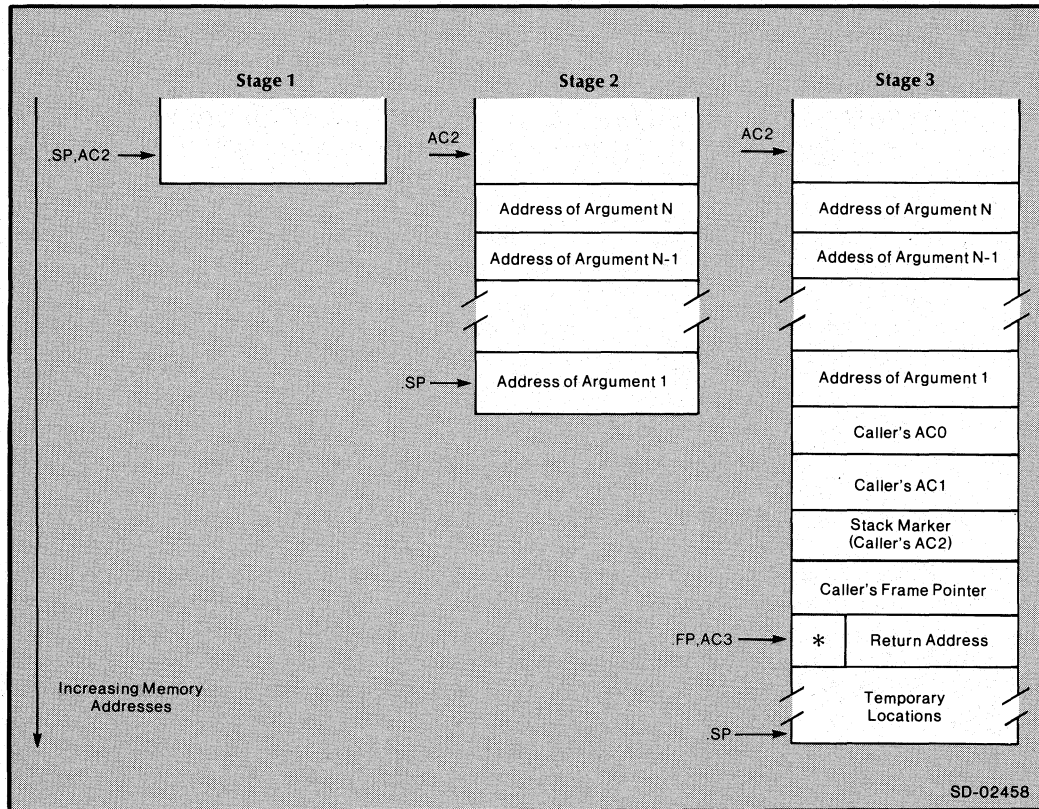 Stage 1
.SP,AC2
Stage 2
AC2
Address of Argument N
Address of Argument N-1
.SP
Address of Argument 1
Stage 3
AC2
Address of Argument N
Addess of Argument N-1
Address of Argument 1
Caller's AC0
Caller's AC1
Stack Marker
(Caller's AC2)
Caller's Frame Pointer
.FP,AC3
*
Return Address
Temporary
Locations
.SP
Increasing Memory
Addresses
SD-02458